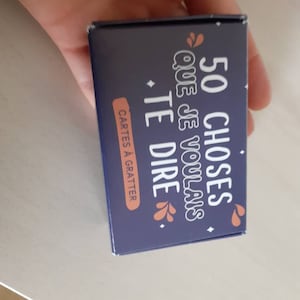 50 CHOSES
QUE JE VOULAIS
TE DIRE
CARTES À GRATTER